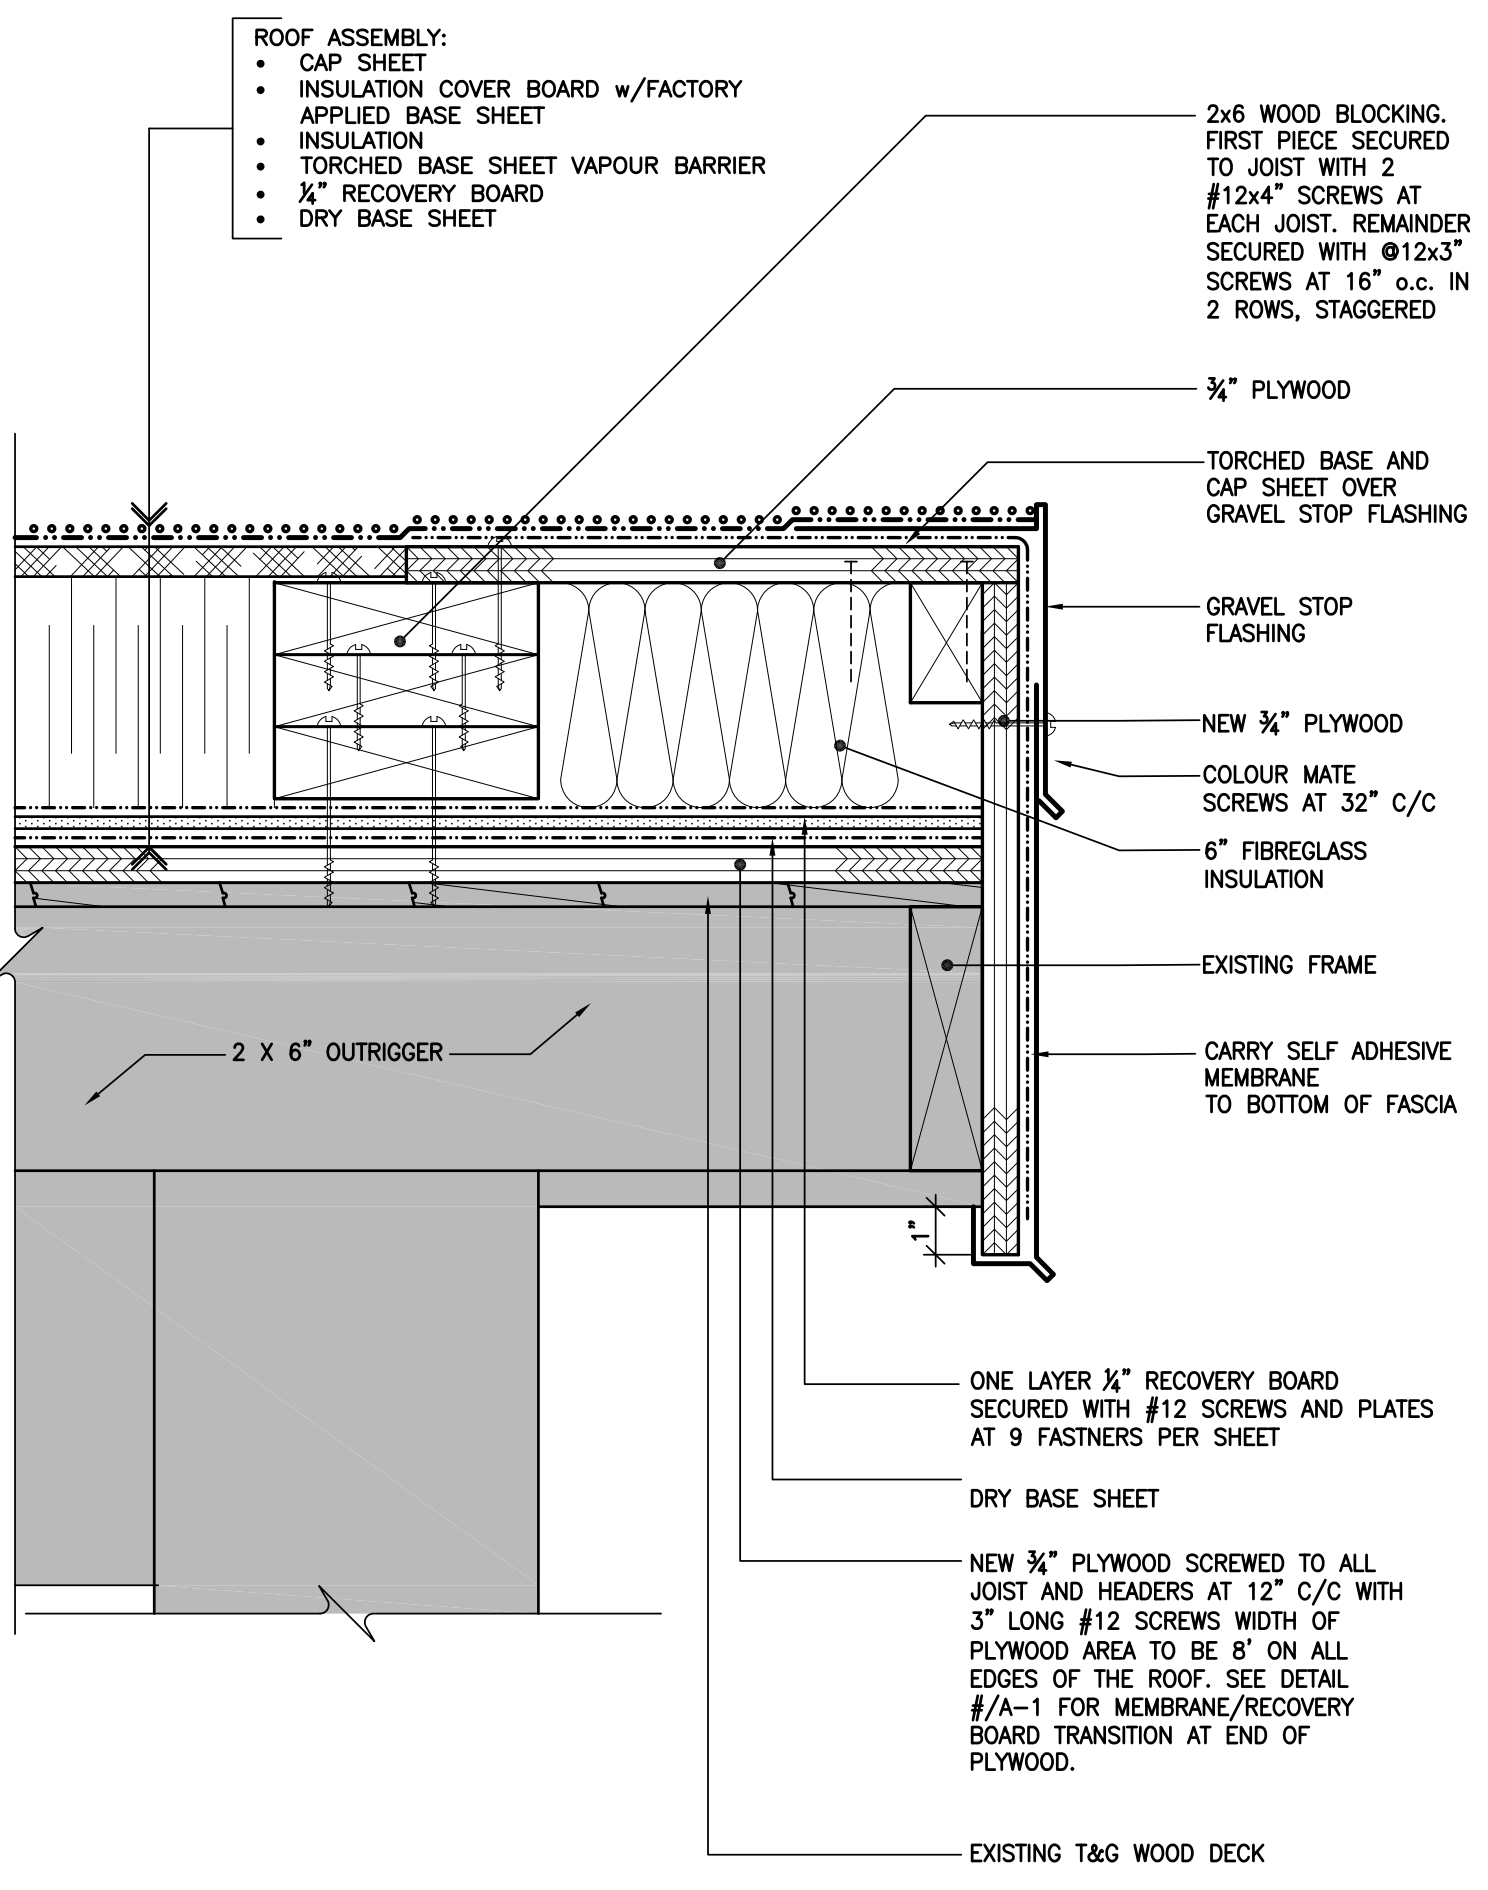 ROOF ASSEMBLY:
• CAP SHEET
• INSULATION COVER BOARD w/FACTORY
APPLIED BASE SHEET
• INSULATION
• TORCHED BASE SHEET VAPOUR BARRIER
• ¼" RECOVERY BOARD
• DRY BASE SHEET
2x6 WOOD BLOCKING.
FIRST PIECE SECURED
TO JOIST WITH 2
#12x4" SCREWS AT
EACH JOIST. REMAINDER
SECURED WITH @12x3"
SCREWS AT 16" o.c. IN
2 ROWS, STAGGERED
¾" PLYWOOD
TORCHED BASE AND
CAP SHEET OVER
GRAVEL STOP FLASHING
GRAVEL STOP
FLASHING
NEW ¾" PLYWOOD
COLOUR MATE
SCREWS AT 32" C/C
6" FIBREGLASS
INSULATION
EXISTING FRAME
2 X 6" OUTRIGGER
CARRY SELF ADHESIVE
MEMBRANE
TO BOTTOM OF FASCIA
1"
ONE LAYER ¼" RECOVERY BOARD
SECURED WITH #12 SCREWS AND PLATES
AT 9 FASTNERS PER SHEET
DRY BASE SHEET
NEW ¾" PLYWOOD SCREWED TO ALL
JOIST AND HEADERS AT 12" C/C WITH
3" LONG #12 SCREWS WIDTH OF
PLYWOOD AREA TO BE 8' ON ALL
EDGES OF THE ROOF. SEE DETAIL
#/A-1 FOR MEMBRANE/RECOVERY
BOARD TRANSITION AT END OF
PLYWOOD.
EXISTING T&G WOOD DECK